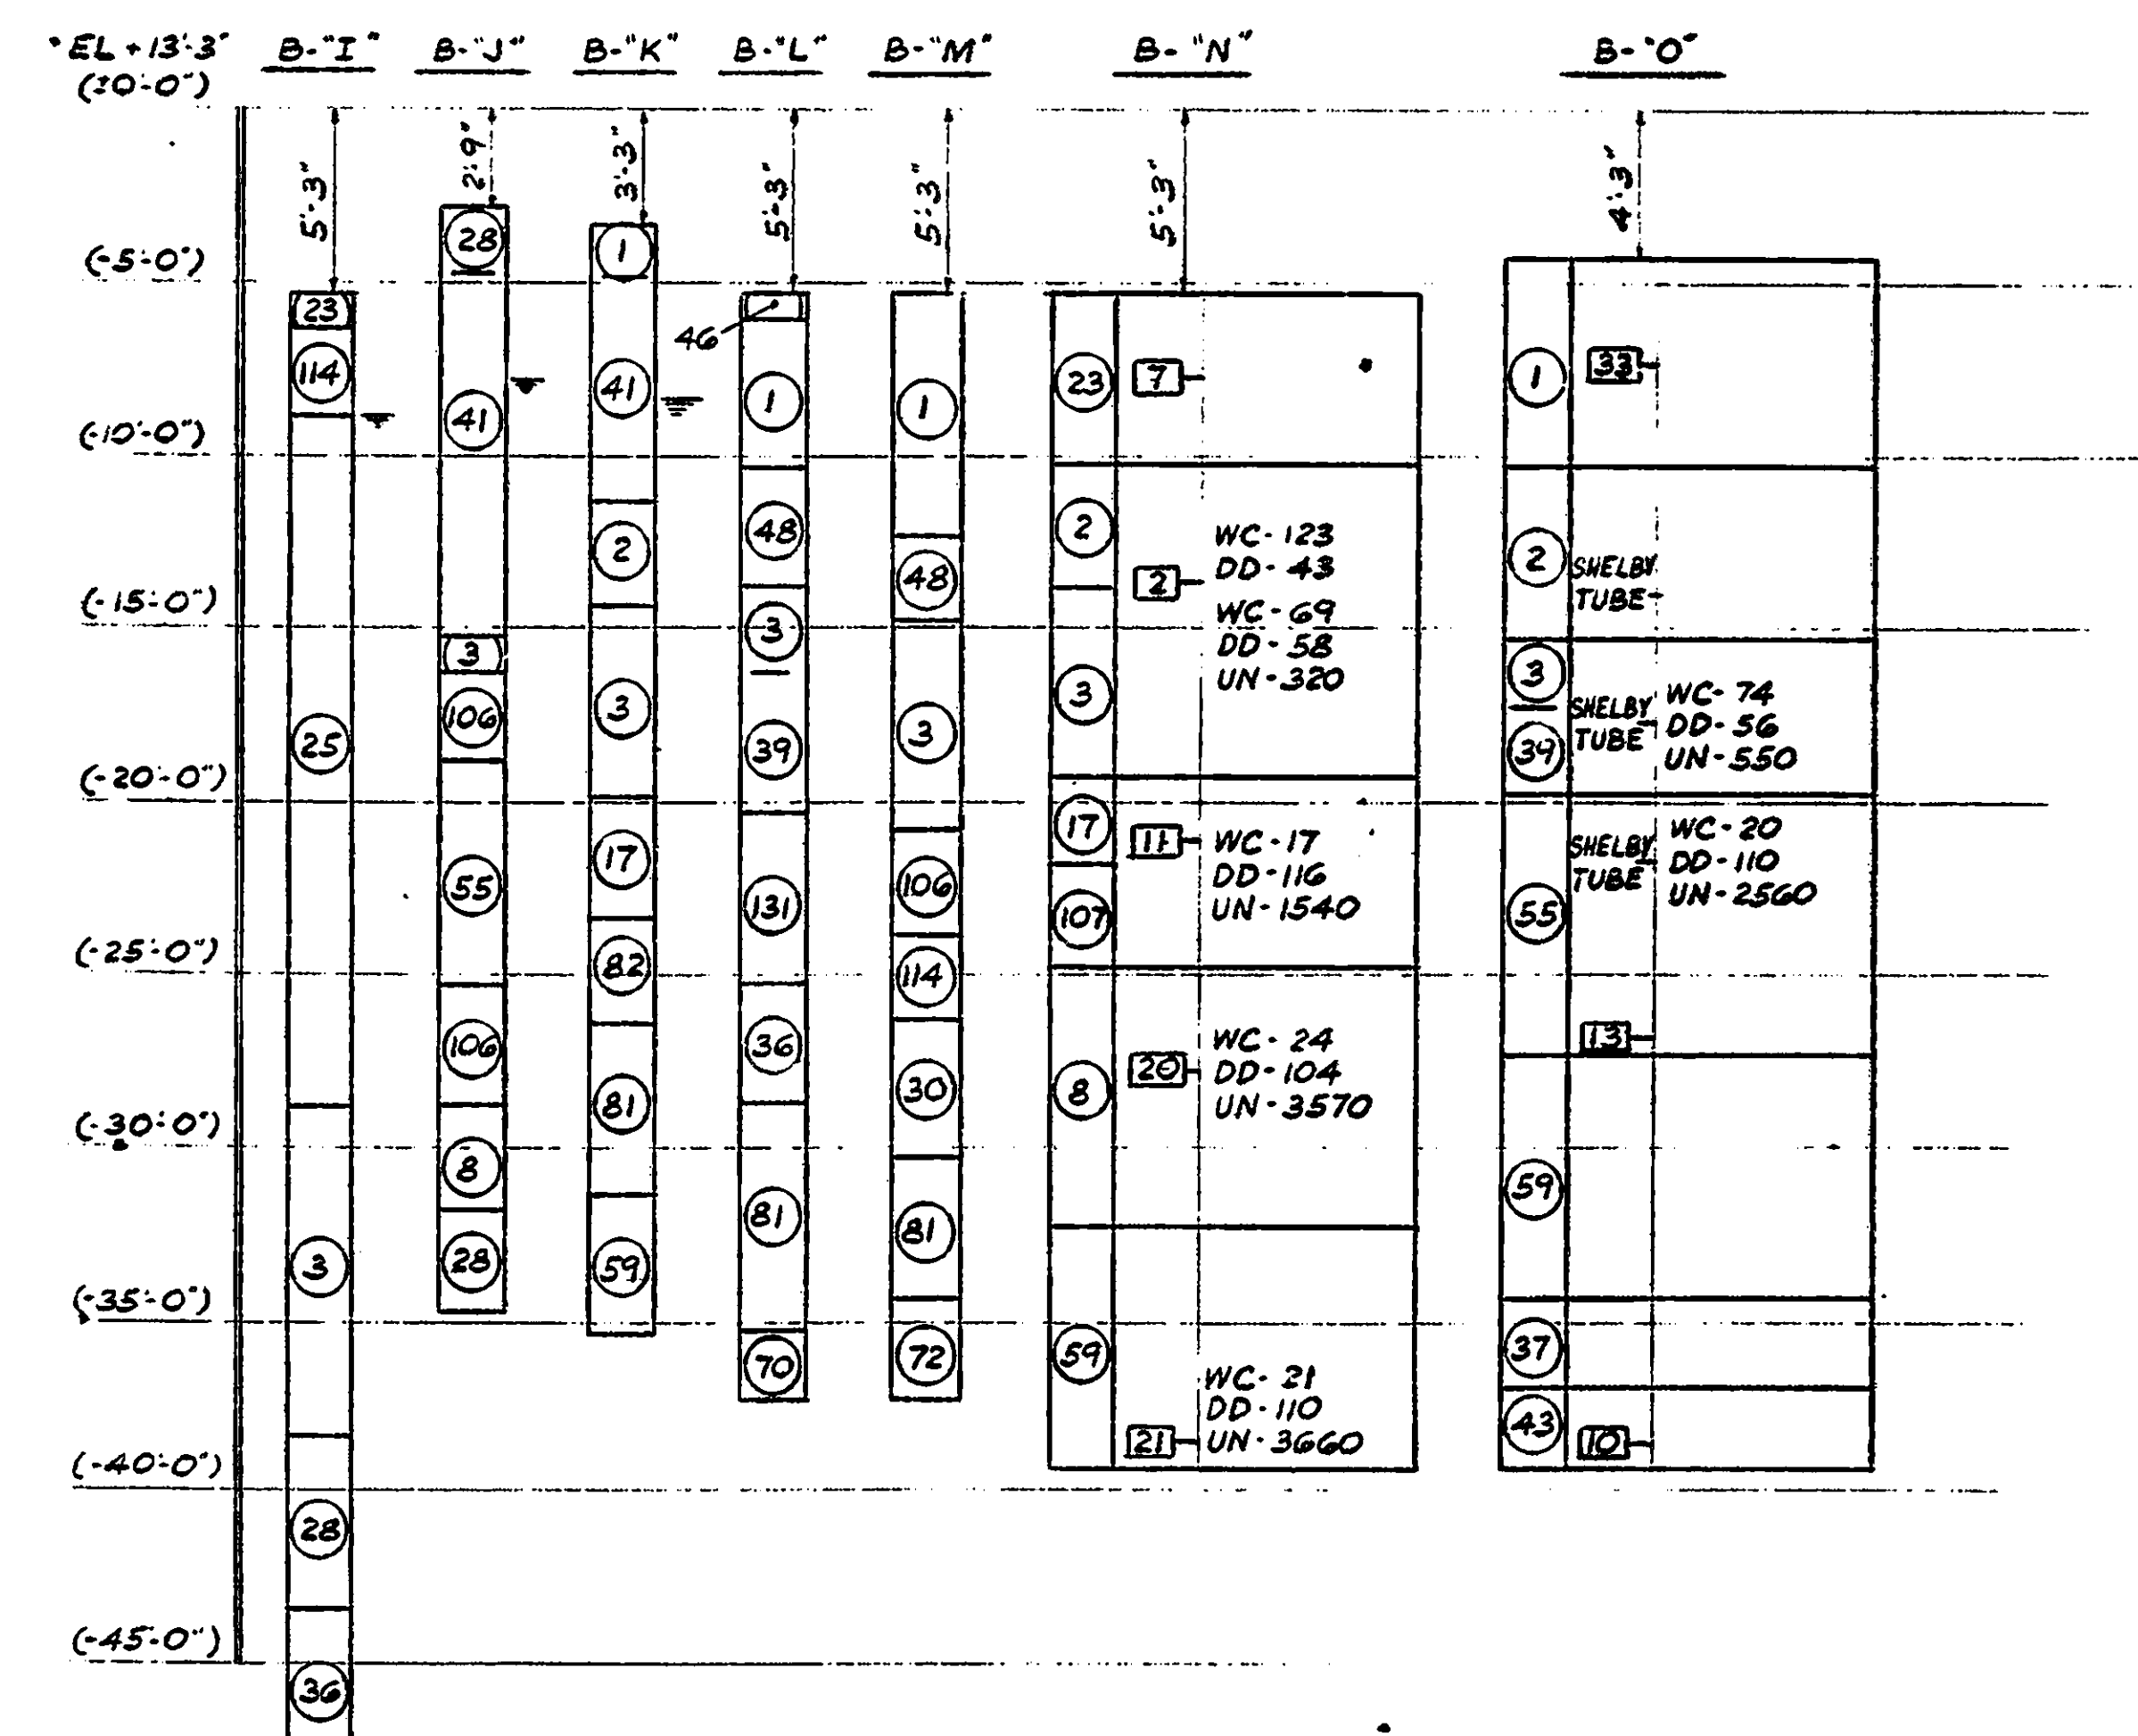 *EL + 13'-3"
(±0'-0")
B-"I"
B-"J"
B-"K"
B-"L"
B-"M"
B-"N"
B-"O"
5'-3"
2'-9"
3'-3"
5'-3"
5'-3"
5'-3"
4'-3"
(-5'-0")
(-10'-0")
(-15'-0")
(-20'-0")
(-25'-0")
(-30'-0")
(-35'-0")
(-40'-0")
(-45'-0")
23
114
25
3
28
36
28
41
3
106
55
106
8
28
1
41
2
3
17
82
81
59
46
1
48
3
39
131
36
81
70
1
48
3
106
114
30
81
72
23
2
3
17
107
8
59
7
2
WC-123
DD-43
WC-69
DD-58
UN-320
11
WC-17
DD-116
UN-1540
20
WC-24
DD-104
UN-3570
21
WC-21
DD-110
UN-3660
1
2
3
39
55
59
37
43
33
SHELBY
TUBE
SHELBY
TUBE
WC-74
DD-56
UN-550
SHELBY
TUBE
WC-20
DD-110
UN-2560
13
10